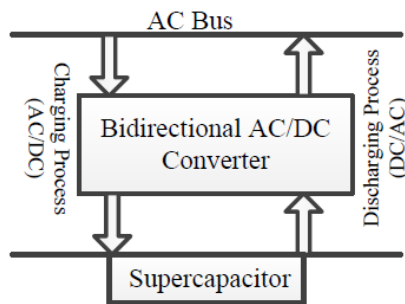 AC Bus
Charging Process
(AC/DC)
Bidirectional AC/DC
Converter
Discharging Process
(DC/AC)
Supercapacitor